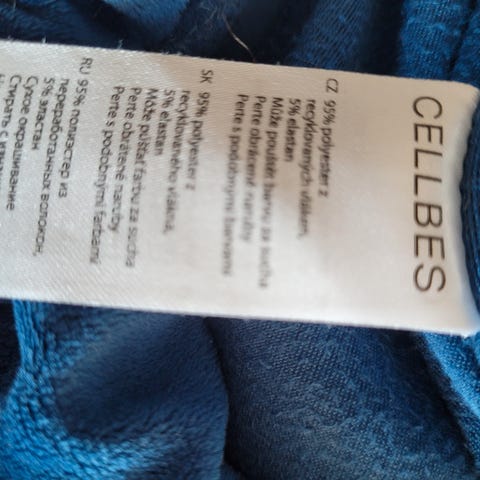 CELLBES
CZ 95% polyester z
recyklovaných vláken,
5% elastan
Může pouštět barvu za sucha
Perte obrácené naruby
Perte s podobnými barvami
SK 95% polyester z
recyklovaného vlákna,
5% elastan
Môže púšťať farbu za sucha
Perte obrátené naruby
Perte s podobnými farbami
RU 95% полиэстер из
переработанных волокон,
5% эластан
Сухое окрашивание
Стирать с изнанки